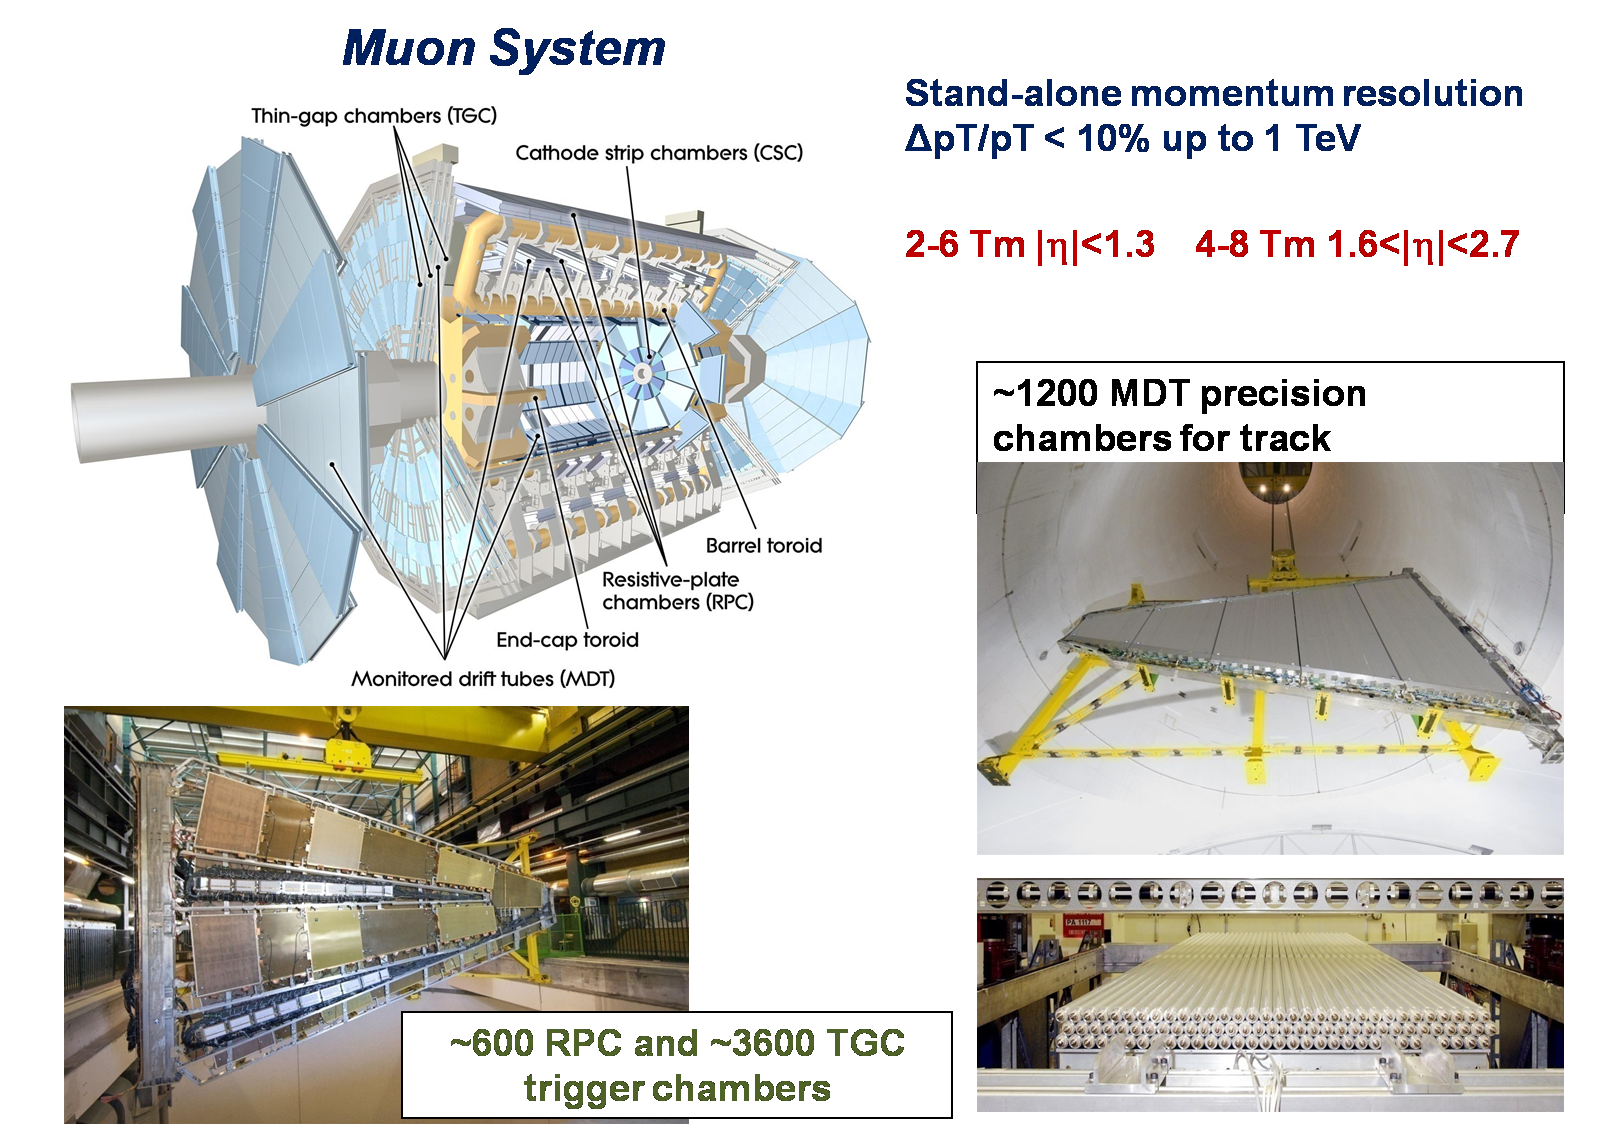 Muon System
Stand-alone momentum resolution
ΔpT/pT < 10% up to 1 TeV
2-6 Tm |η|<1.3 4-8 Tm 1.6<|η|<2.7
Thin-gap chambers (TGC)
Cathode strip chambers (CSC)
Barrel toroid
Resistive-plate
chambers (RPC)
End-cap toroid
Monitored drift tubes (MDT)
~1200 MDT precision
chambers for track
PA 1117
~600 RPC and ~3600 TGC
trigger chambers